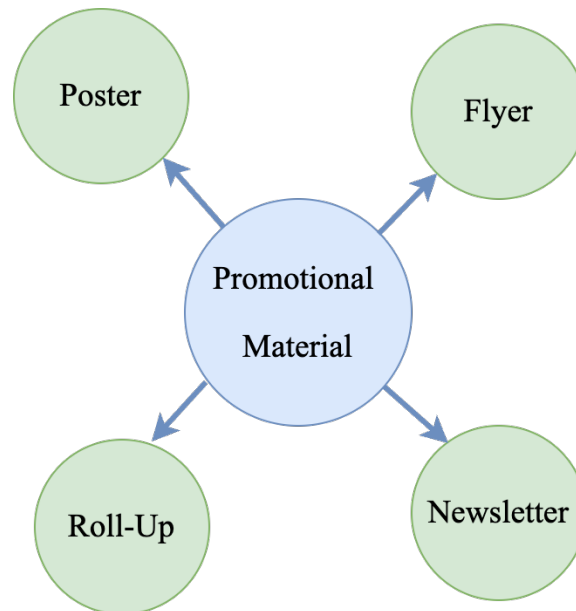 Poster
Flyer
Promotional
Material
Roll-Up
Newsletter